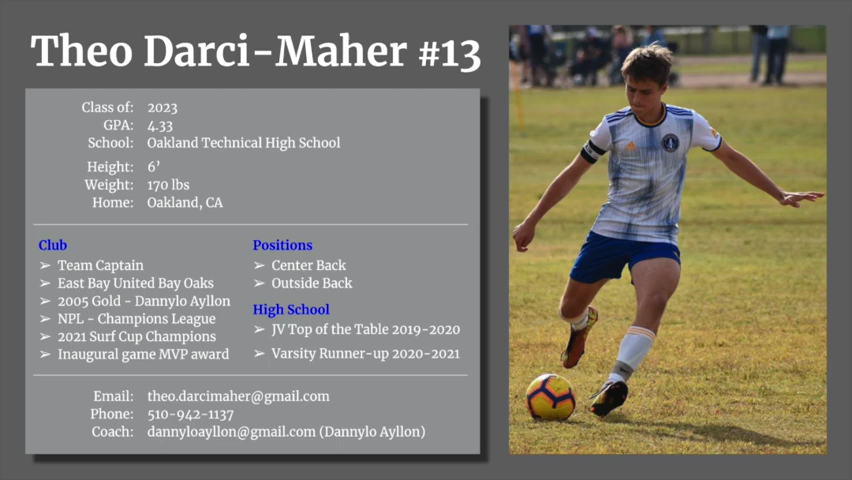 Theo Darci-Maher #13
Class of: 2023
GPA: 4.33
School: Oakland Technical High School
Height: 6’
Weight: 170 lbs
Home: Oakland, CA
Club
➢ Team Captain
➢ East Bay United Bay Oaks
➢ 2005 Gold - Dannylo Ayllon
➢ NPL - Champions League
➢ 2021 Surf Cup Champions
➢ Inaugural game MVP award
Positions
➢ Center Back
➢ Outside Back
High School
➢ JV Top of the Table 2019-2020
➢ Varsity Runner-up 2020-2021
Email: theo.darcimaher@gmail.com
Phone: 510-942-1137
Coach: dannyloayllon@gmail.com (Dannylo Ayllon)